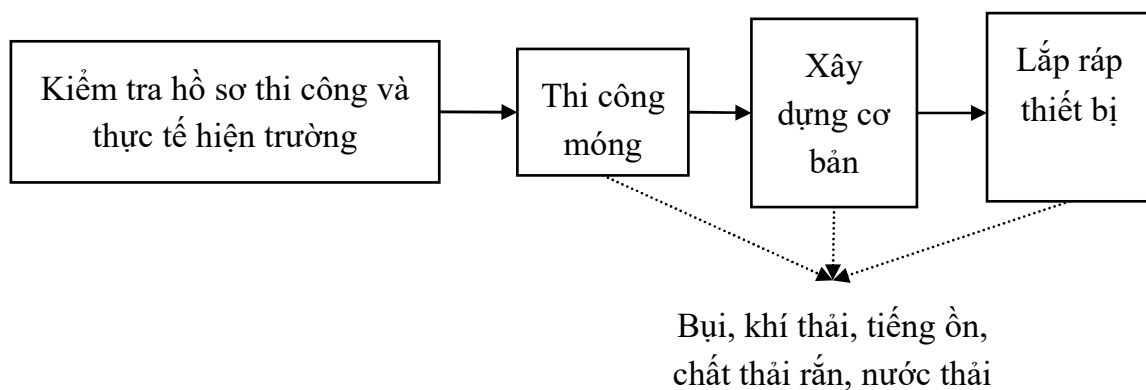 Kiểm tra hồ sơ thi công và
thực tế hiện trường
Thi công
móng
Xây
dựng cơ
bản
Lắp ráp
thiết bị
Bụi, khí thải, tiếng ồn,
chất thải rắn, nước thải